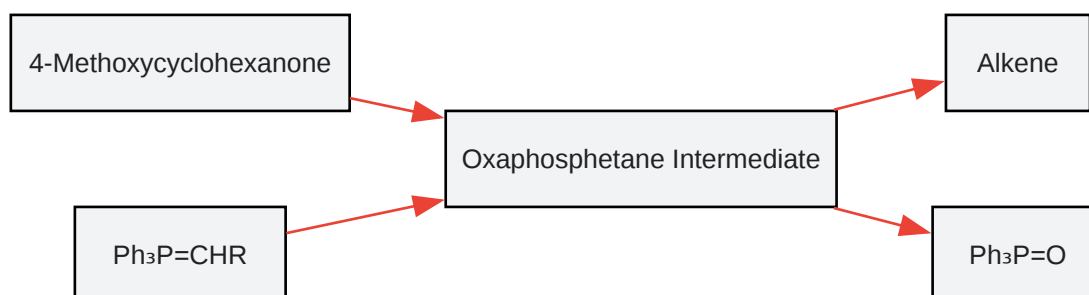 4-Methoxycyclohexanone
Alkene
Oxaphosphetane Intermediate
Ph₃P=CHR
Ph₃P=O